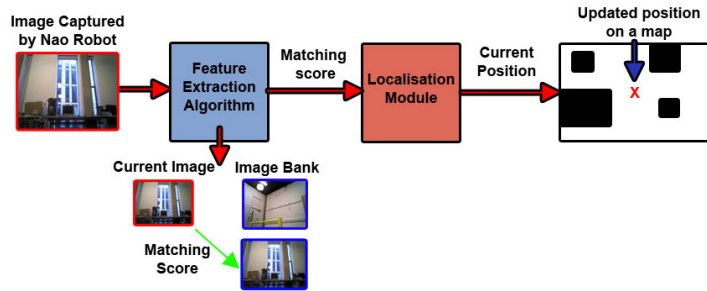 Image Captured
by Nao Robot
Feature
Extraction
Algorithm
Matching
score
Localisation
Module
Current
Position
Updated position
on a map
X
Current Image
Image Bank
Matching
Score